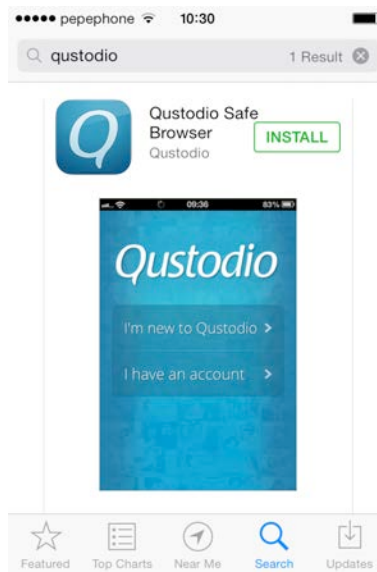 pepephone 10:30
qustodio 1 Result
Qustodio Safe
Browser
Qustodio
INSTALL
09:36 83%
Qustodio
I'm new to Qustodio >
I have an account >
Featured Top Charts Near Me Search Updates